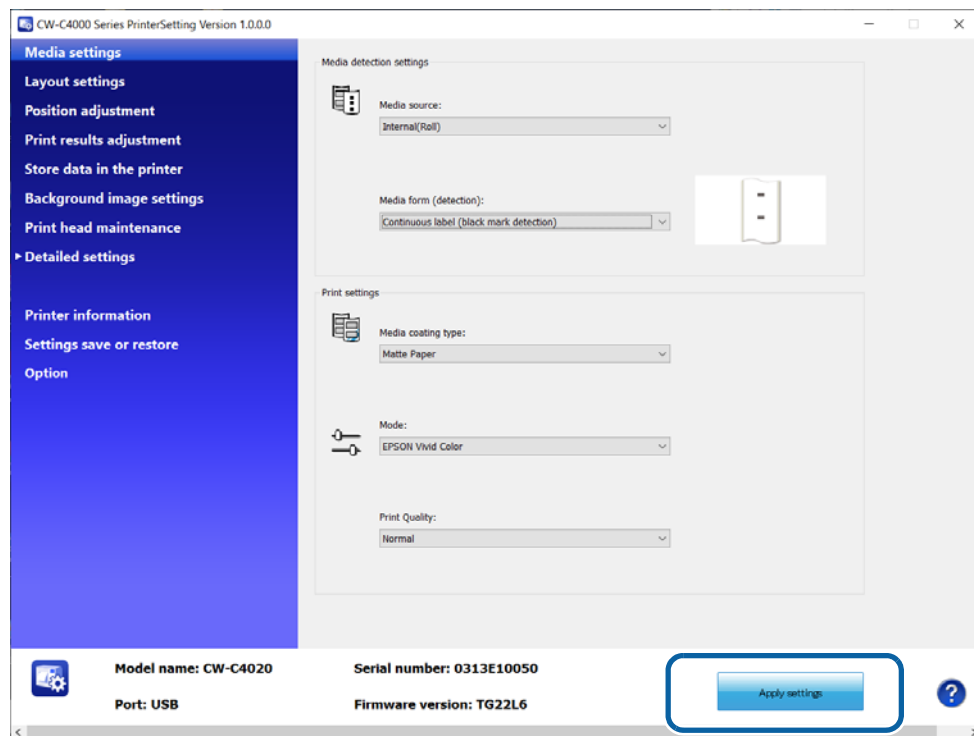 CW-C4000 Series PrinterSetting Version 1.0.0.0
Media settings
Layout settings
Position adjustment
Print results adjustment
Store data in the printer
Background image settings
Print head maintenance
Detailed settings
Printer information
Settings save or restore
Option
Media detection settings
Media source:
Internal(Roll)
Media form (detection):
Continuous label (black mark detection)
Print settings
Media coating type:
Matte Paper
Mode:
EPSON Vivid Color
Print Quality:
Normal
Model name: CW-C4020
Serial number: 0313E10050
Port: USB
Firmware version: TG22L6
Apply settings
?